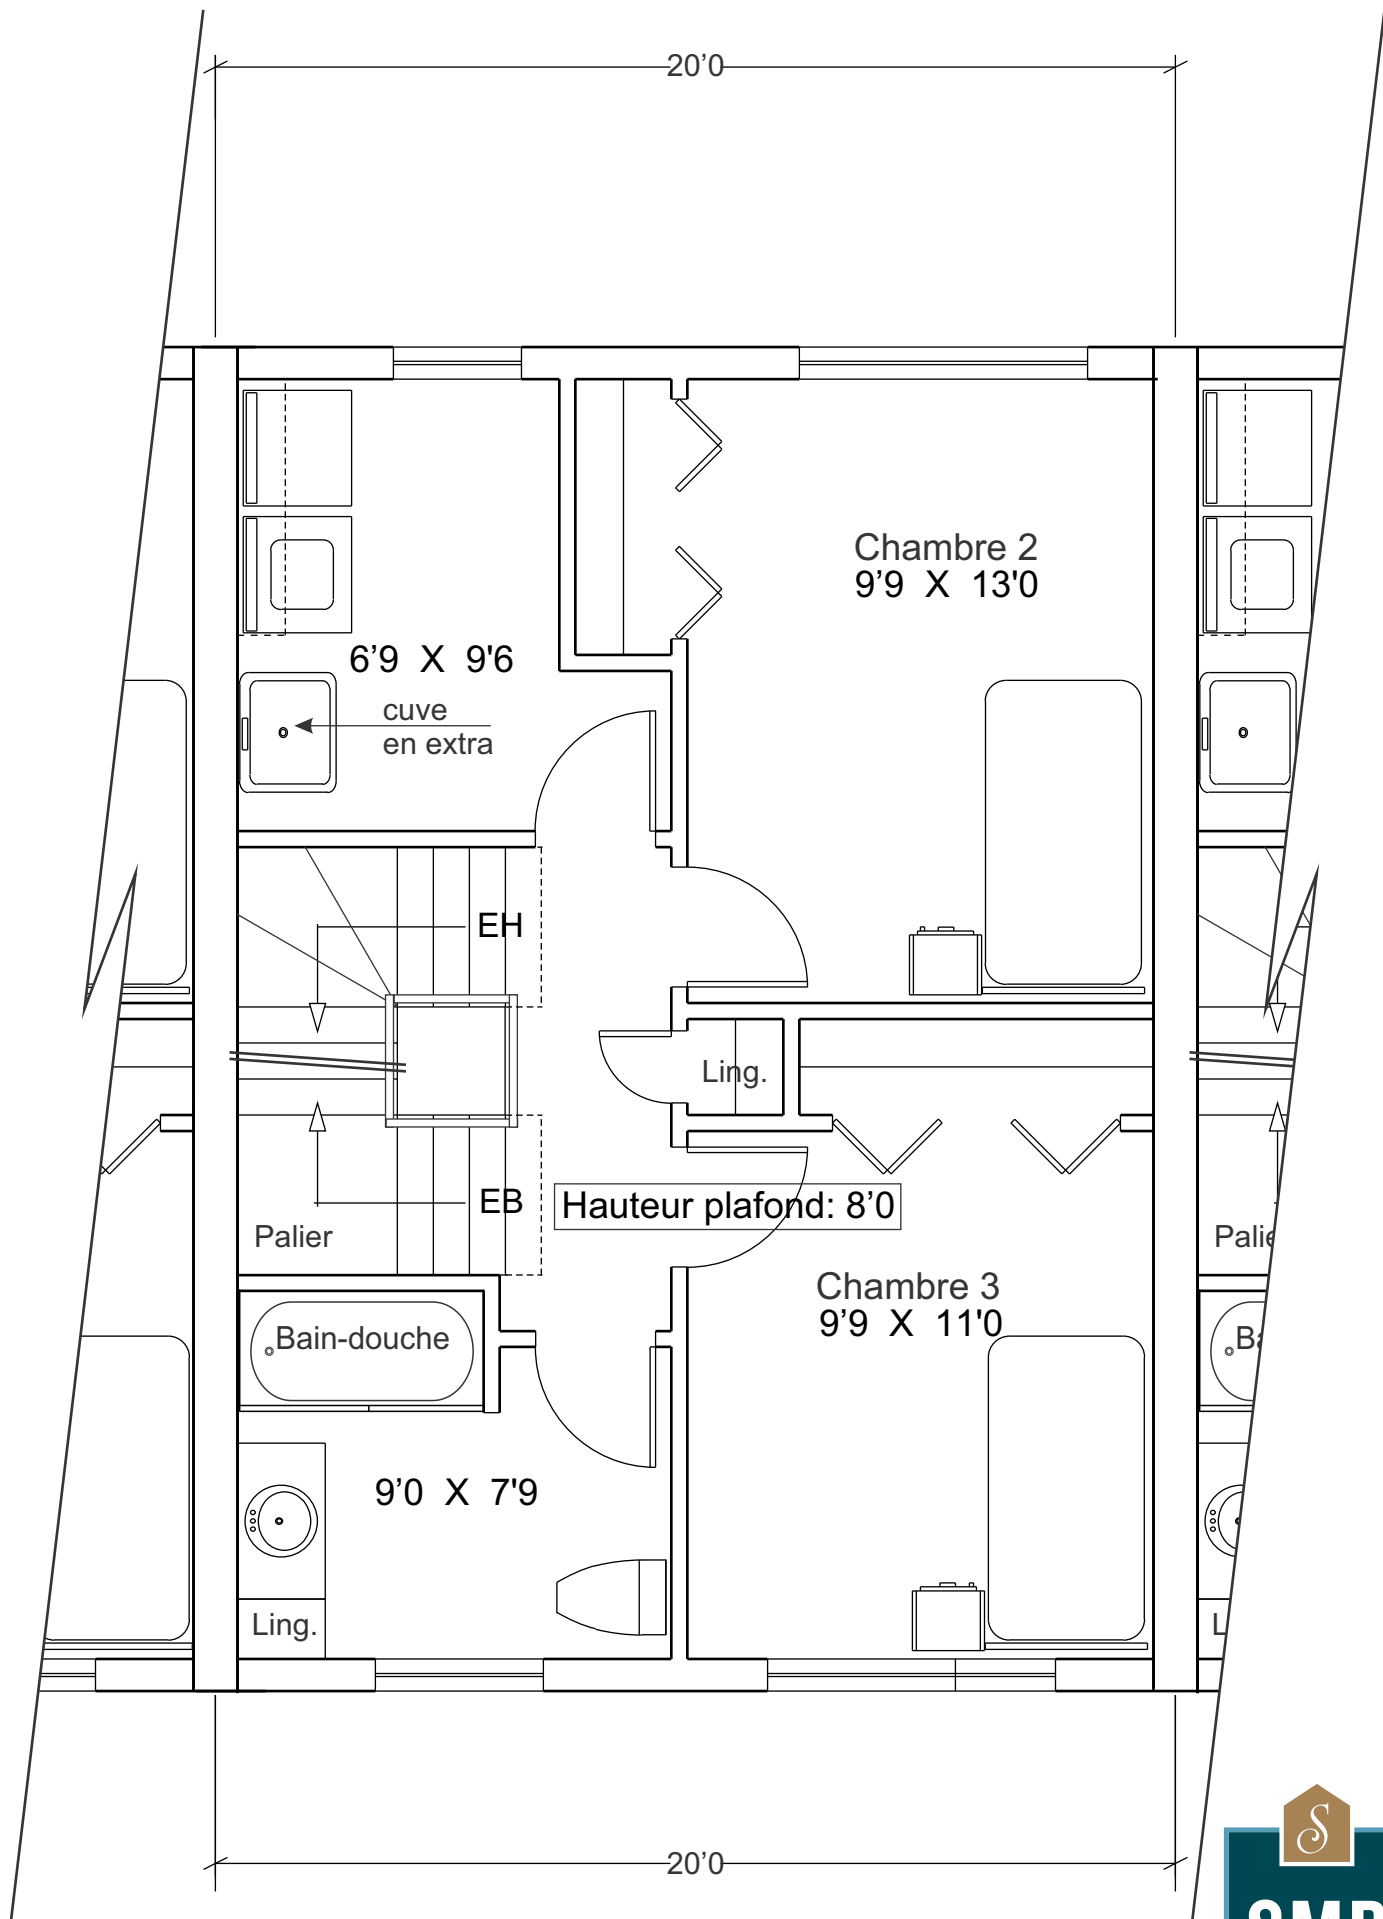 20’0
Chambre 2
9’9 X 13'0
6’9 X 9'6
cuve
en extra
EH
Ling.
EB
Hauteur plafond: 8’0
Palier
Palie
Chambre 3
9’9 X 11'0
Bain-douche
Ba
9’0 X 7'9
Ling.
L
20’0
S